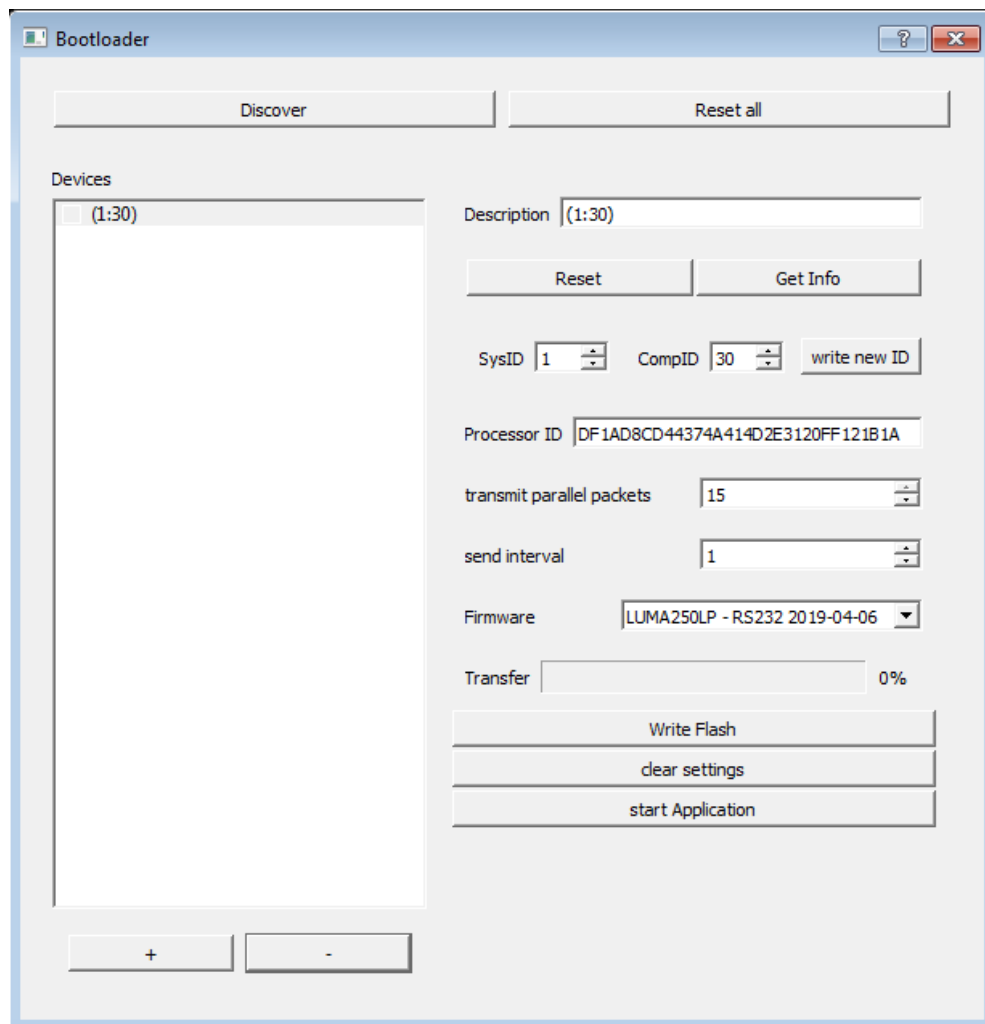 Bootloader
Discover
Reset all
Devices
(1:30)
Description (1:30)
Reset
Get Info
SysID 1 CompID 30 write new ID
Processor ID DF1AD8CD44374A414D2E3120FF121B1A
transmit parallel packets 15
send interval 1
Firmware LUMA250LP - RS232 2019-04-06
Transfer 0%
Write Flash
clear settings
start Application
+
-